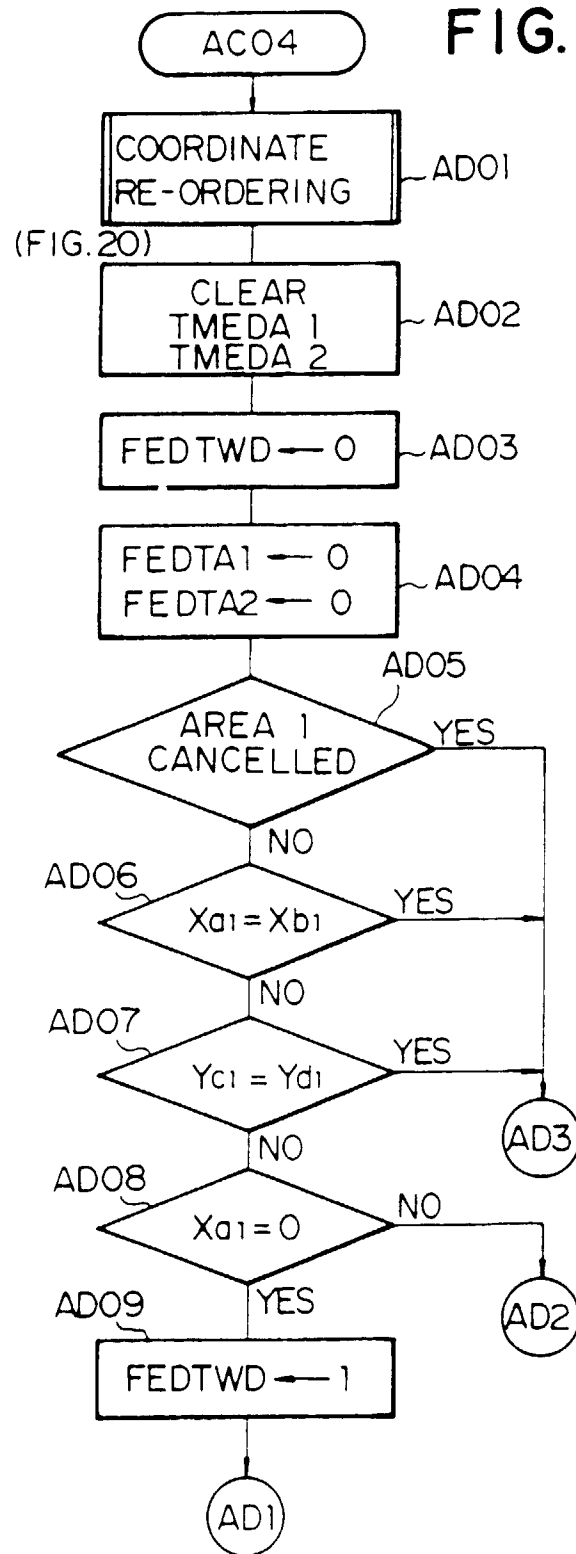 FIG.
AC04
COORDINATE
RE-ORDERING
AD01
(FIG.20)
CLEAR
TMEDA 1
TMEDA 2
AD02
FEDTWD ← 0
AD03
FEDTA1 ← 0
FEDTA2 ← 0
AD04
AD05
AREA 1
CANCELLED
YES
NO
AD06
Xa1 = Xb1
YES
NO
AD07
Yc1 = Yd1
YES
NO
AD3
AD08
Xa1 = 0
NO
YES
AD2
AD09
FEDTWD ← 1
AD1